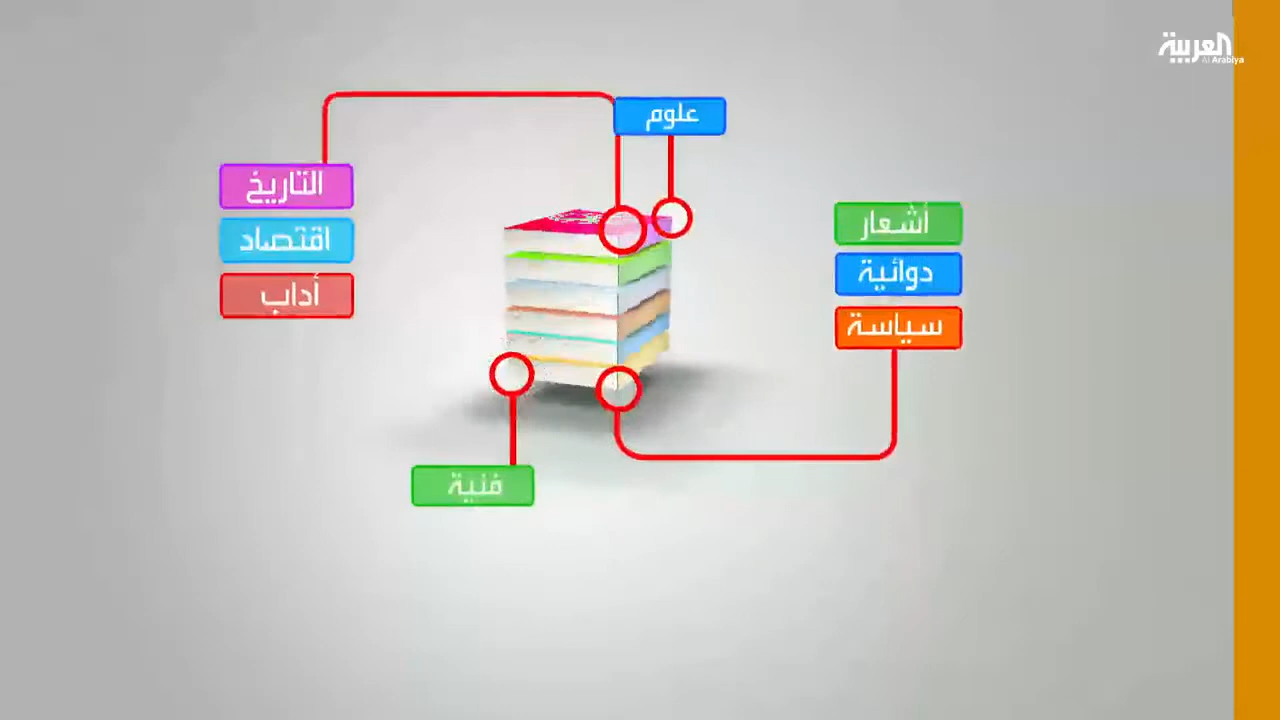 العربية
Al Arabiya
علوم
التاريخ
اقتصاد
أداب
أشعار
دوائية
سياسة
فنية